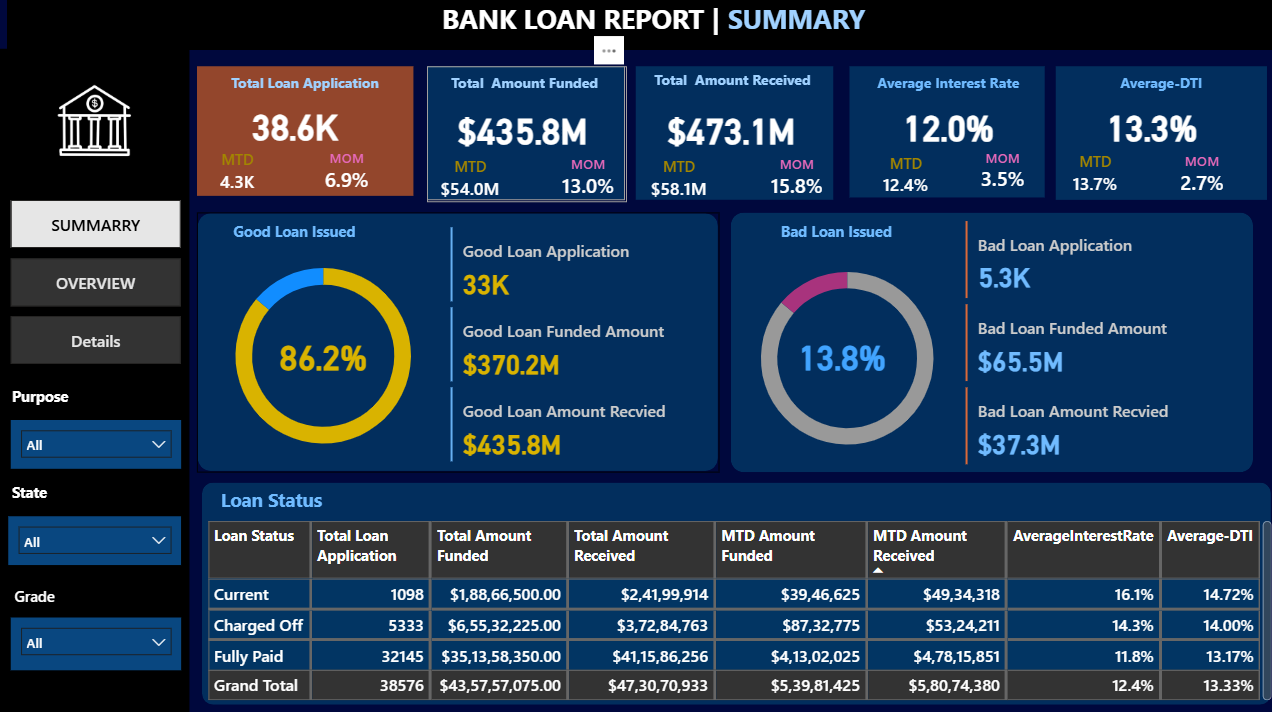 BANK LOAN REPORT | SUMMARY
Total Loan Application
38.6K
MTD
MOM
4.3K
6.9%
Total Amount Funded
$435.8M
MTD
MOM
$54.0M
13.0%
Total Amount Received
$473.1M
MTD
MOM
$58.1M
15.8%
Average Interest Rate
12.0%
MTD
MOM
12.4%
3.5%
Average-DTI
13.3%
MTD
MOM
13.7%
2.7%
$
SUMMARRY
OVERVIEW
Details
Purpose
All
State
All
Grade
All
Good Loan Issued
86.2%
Good Loan Application
33K
Good Loan Funded Amount
$370.2M
Good Loan Amount Recvied
$435.8M
Bad Loan Issued
13.8%
Bad Loan Application
5.3K
Bad Loan Funded Amount
$65.5M
Bad Loan Amount Recvied
$37.3M
Loan Status
Loan Status Total Loan Application Total Amount Funded Total Amount Received MTD Amount Funded MTD Amount Received AverageInterestRate Average-DTI
Current 1098 $1,88,66,500.00 $2,41,99,914 $39,46,625 $49,34,318 16.1% 14.72%
Charged Off 5333 $6,55,32,225.00 $3,72,84,763 $87,32,775 $53,24,211 14.3% 14.00%
Fully Paid 32145 $35,13,58,350.00 $41,15,86,256 $4,13,02,025 $4,78,15,851 11.8% 13.17%
Grand Total 38576 $43,57,57,075.00 $47,30,70,933 $5,39,81,425 $5,80,74,380 12.4% 13.33%